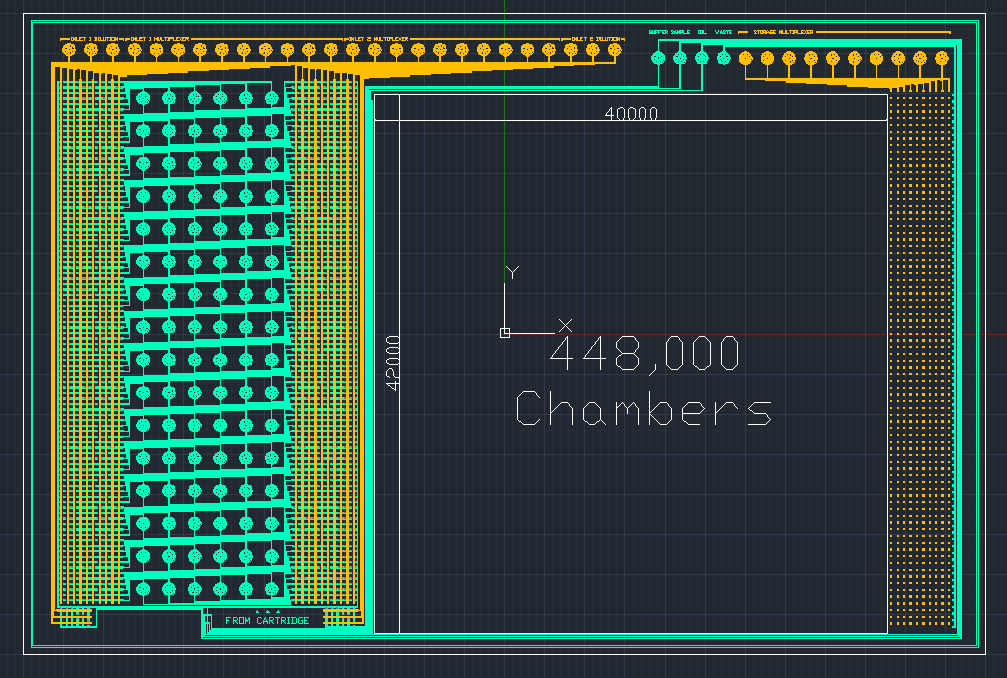 INLET 1 SOLUTION
INLET 1 MULTIPLEXER
INLET 2 MULTIPLEXER
INLET 2 SOLUTION
BUFFER SAMPLE OIL WASTE
STORAGE MULTIPLEXER
40000
Y
X
448,000
Chambers
42000
FROM CARTRIDGE